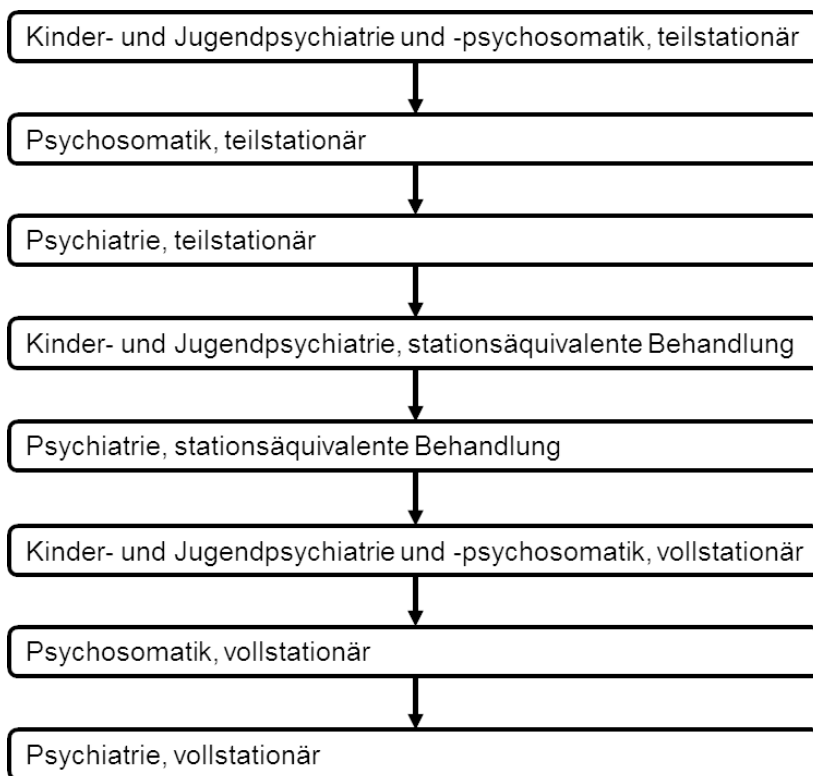 Kinder- und Jugendpsychiatrie und -psychosomatik, teilstationär
Psychosomatik, teilstationär
Psychiatrie, teilstationär
Kinder- und Jugendpsychiatrie, stationsäquivalente Behandlung
Psychiatrie, stationsäquivalente Behandlung
Kinder- und Jugendpsychiatrie und -psychosomatik, vollstationär
Psychosomatik, vollstationär
Psychiatrie, vollstationär